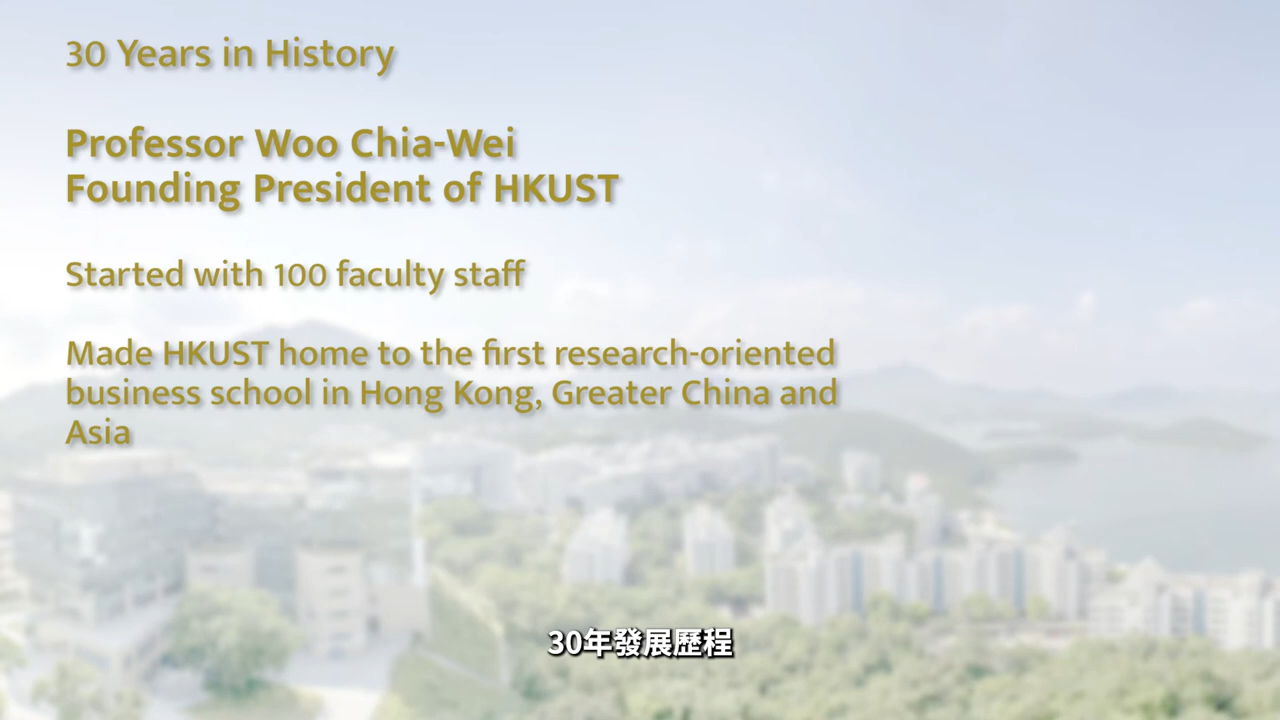 30 Years in History
Professor Woo Chia-Wei
Founding President of HKUST
Started with 100 faculty staff
Made HKUST home to the first research-oriented
business school in Hong Kong, Greater China and
Asia
30年發展歷程